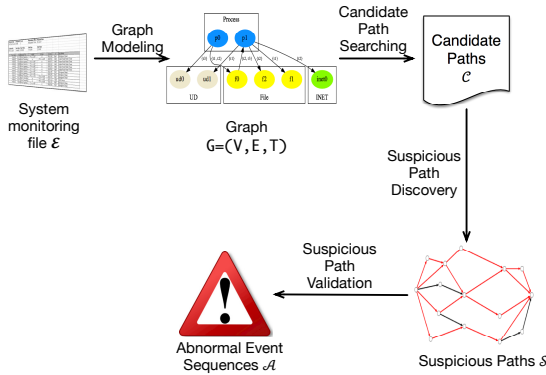 Graph
Modeling
Candidate Path
Searching
Process
p0
p1
ud0
ud1
f0
f2
f1
inet0
UD
File
INET
System
monitoring
file ℰ
Graph
G=(V,E,T)
Candidate
Paths
𝒞
Suspicious
Path
Discovery
Suspicious
Path
Validation
Abnormal Event
Sequences 𝒜
Suspicious Paths 𝒮